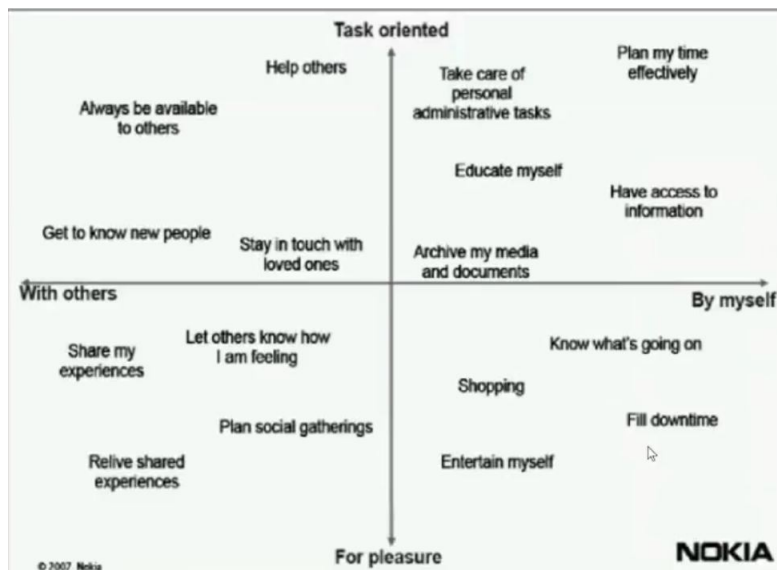 Task oriented
Help others
Plan my time
effectively
Take care of
personal
administrative tasks
Always be available
to others
Educate myself
Have access to
information
Get to know new people
Stay in touch with
loved ones
Archive my media
and documents
With others
By myself
Let others know how
I am feeling
Share my
experiences
Know what's going on
Shopping
Plan social gatherings
Fill downtime
Relive shared
experiences
Entertain myself
For pleasure
NOKIA
© 2007 Nokia